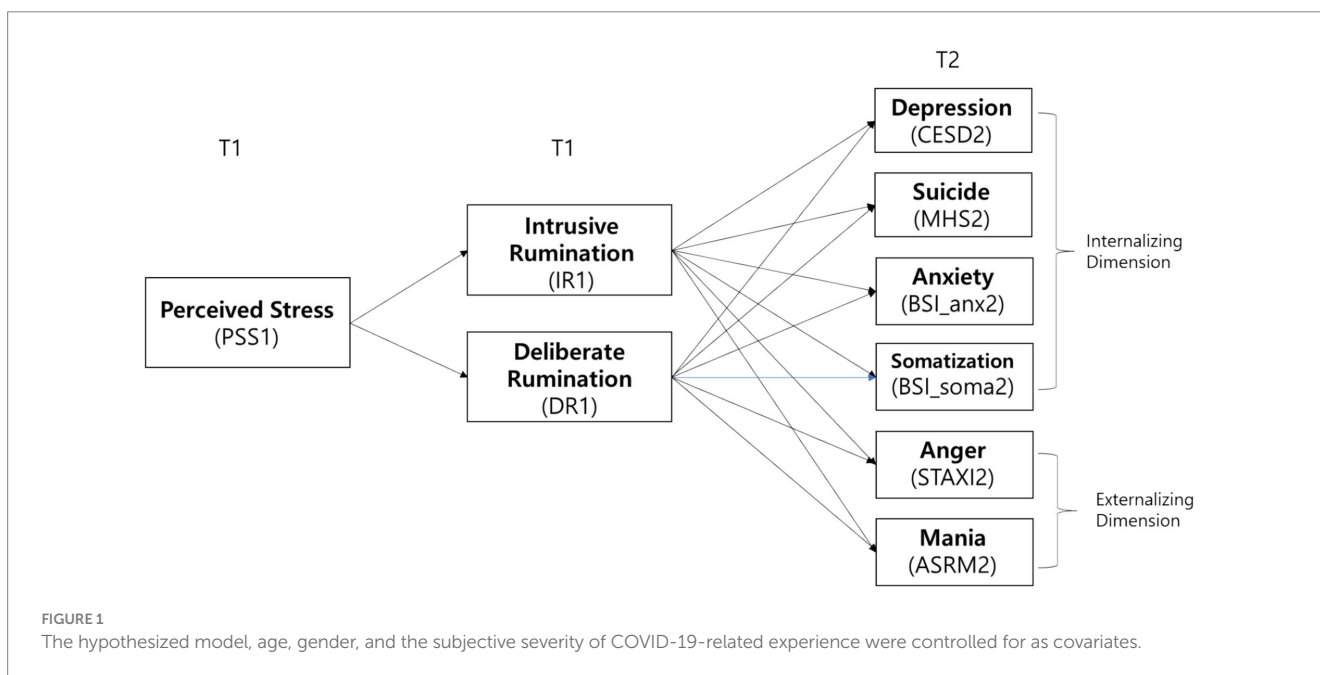 T1
T1
T2
Perceived Stress
(PSS1)
Intrusive
Rumination
(IR1)
Deliberate
Rumination
(DR1)
Depression
(CESD2)
Suicide
(MHS2)
Anxiety
(BSI_anx2)
Somatization
(BSI_soma2)
Anger
(STAXI2)
Mania
(ASRM2)
Internalizing
Dimension
Externalizing
Dimension
FIGURE 1
The hypothesized model, age, gender, and the subjective severity of COVID-19-related experience were controlled for as covariates.